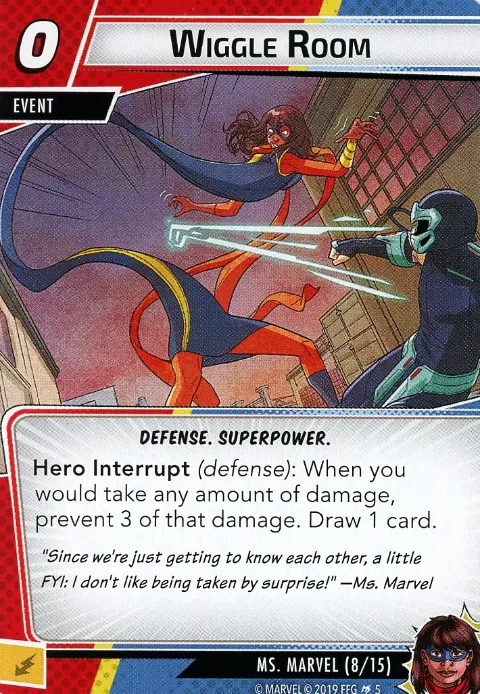 0
WIGGLE ROOM
EVENT
DEFENSE. SUPERPOWER.
Hero Interrupt (defense): When you
would take any amount of damage,
prevent 3 of that damage. Draw 1 card.
"Since we're just getting to know each other, a little
FYI: I don't like being taken by surprise!" —Ms. Marvel
MS. MARVEL (8/15)
© MARVEL © 2019 FFG 5